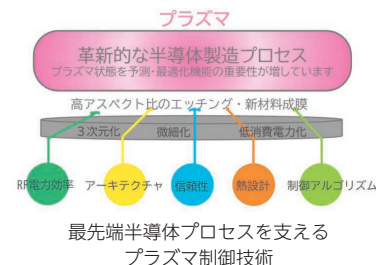 プラズマ
革新的な半導体製造プロセス
プラズマ状態を予測・最適化機能の重要性が増しています
高アスペクト比のエッチング・新材料成膜
3次元化 微細化 低消費電力化
RF電力効率 アーキテクチャ 信頼性 熱設計 制御アルゴリズム
最先端半導体プロセスを支える
プラズマ制御技術